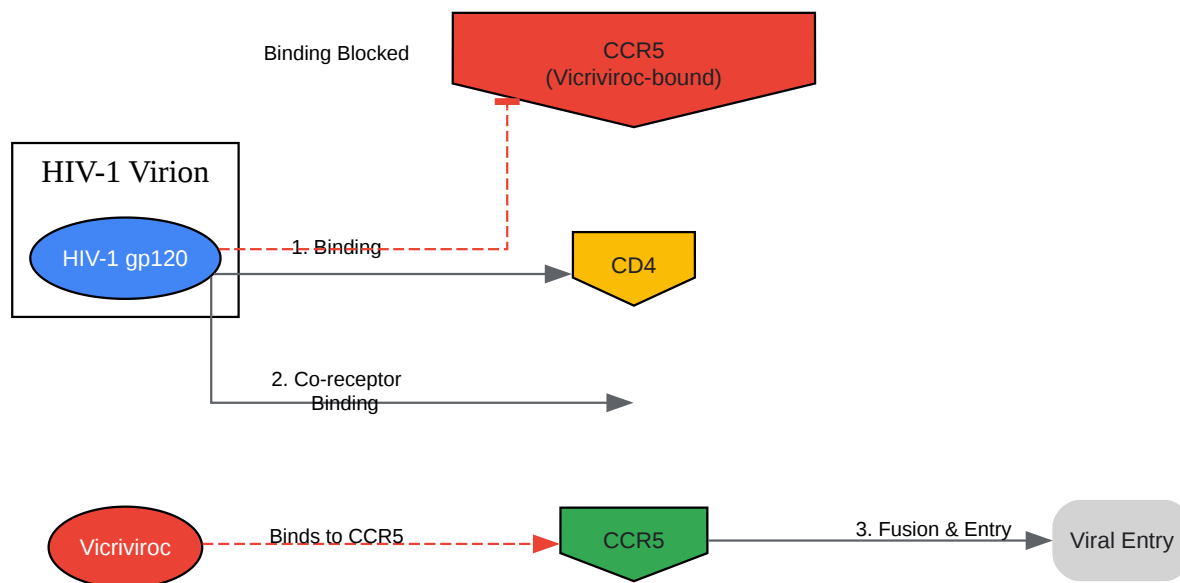 Binding Blocked
CCR5
(Vicriviroc-bound)
HIV-1 Virion
HIV-1 gp120
1. Binding
CD4
2. Co-receptor
Binding
Vicriviroc
Binds to CCR5
CCR5
3. Fusion & Entry
Viral Entry